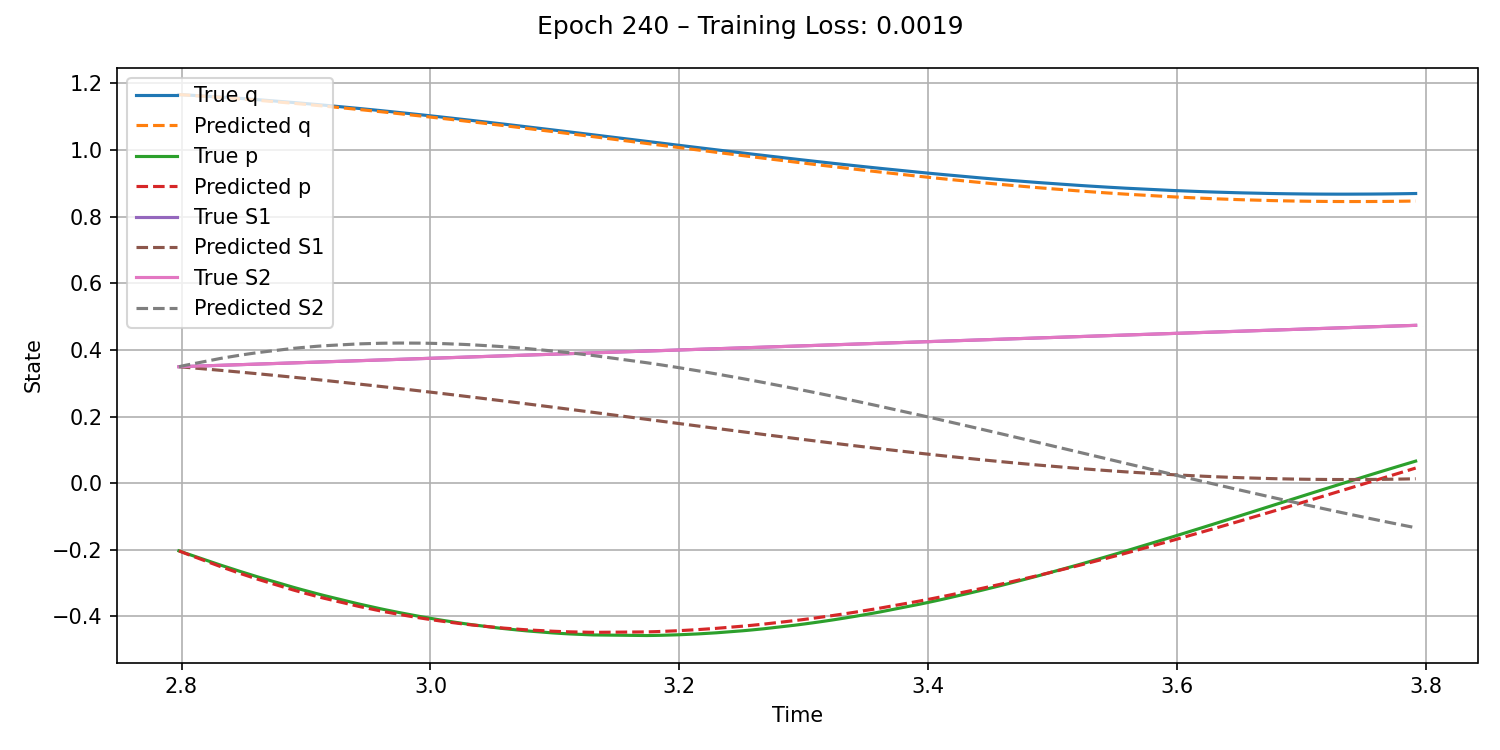 Epoch 240 – Training Loss: 0.0019
1.2
1.0
0.8
0.6
0.4
0.2
0.0
−0.2
−0.4
State
True q
Predicted q
True p
Predicted p
True S1
Predicted S1
True S2
Predicted S2
2.8 3.0 3.2 3.4 3.6 3.8
Time